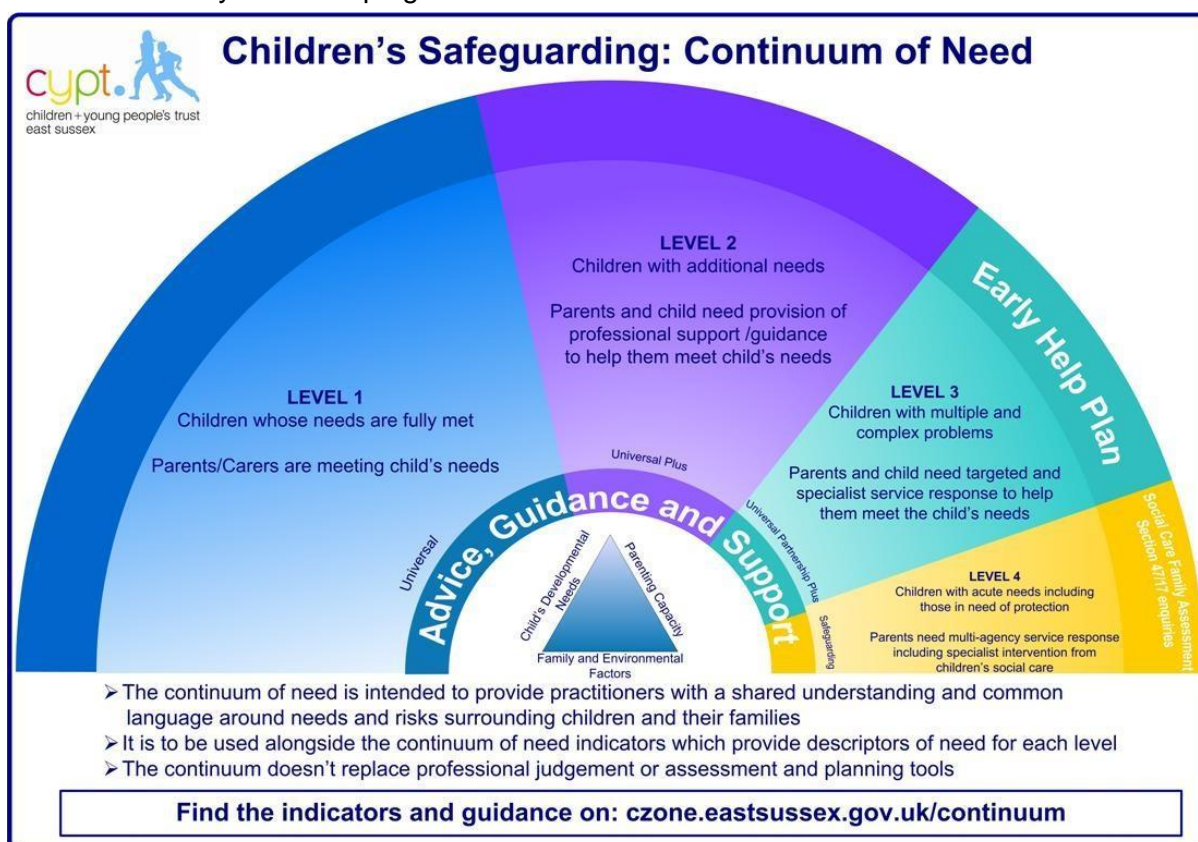 Children's Safeguarding: Continuum of Need
cypt.
children+young people's trust
east sussex
LEVEL 1
Children whose needs are fully met
Parents/Carers are meeting child's needs
LEVEL 2
Children with additional needs
Parents and child need provision of
professional support /guidance
to help them meet child's needs
Early Help Plan
LEVEL 3
Children with multiple and
complex problems
Parents and child need targeted and
specialist service response to help
them meet the child's needs
Social Care Family Assessment
Section 47/17 enquiries
LEVEL 4
Children with acute needs including
those in need of protection
Parents need multi-agency service response
including specialist intervention from
children's social care
Universal
Universal Plus
Universal Partnership Plus
Safeguarding
Advice, Guidance and Support
Child's Developmental
Needs
Parenting Capacity
Family and Environmental
Factors
➢ The continuum of need is intended to provide practitioners with a shared understanding and common
language around needs and risks surrounding children and their families
➢ It is to be used alongside the continuum of need indicators which provide descriptors of need for each level
➢ The continuum doesn't replace professional judgement or assessment and planning tools
Find the indicators and guidance on: czone.eastsussex.gov.uk/continuum